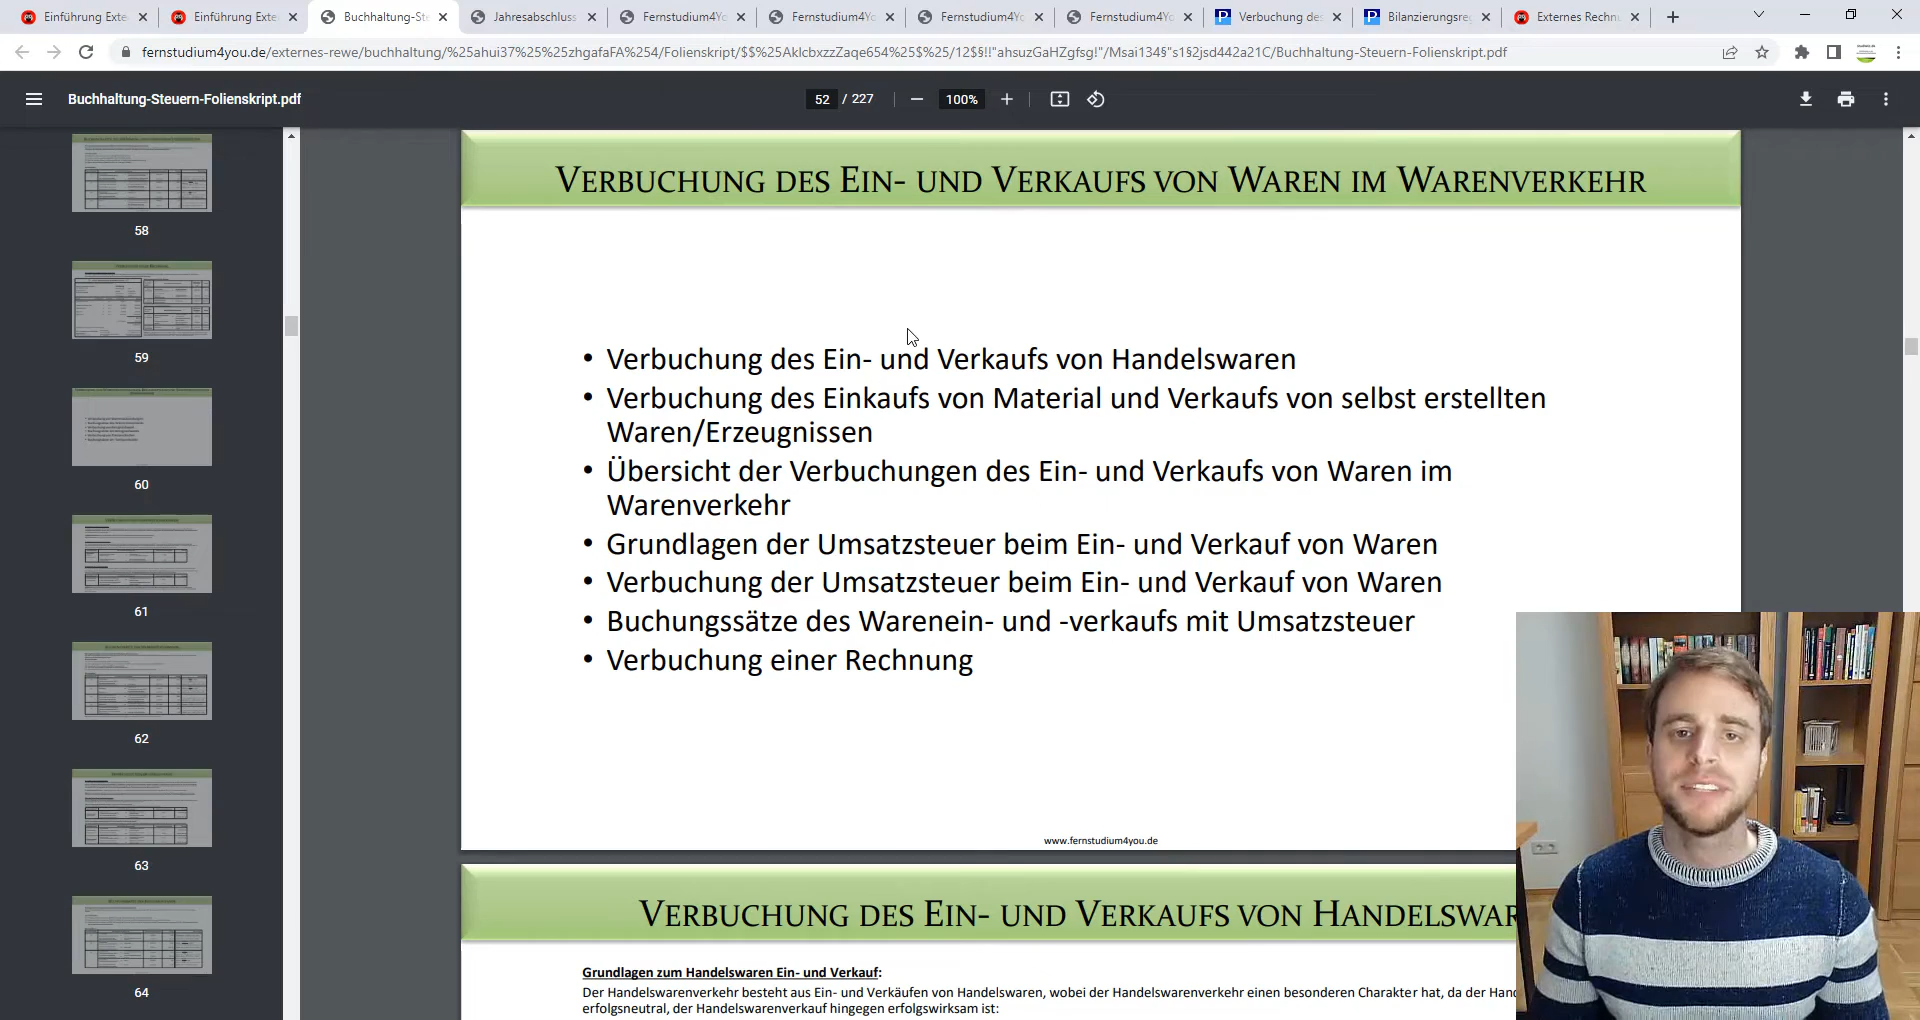 Einführung Exte
Einführung Exte
Buchhaltung-Ste
Jahresabschluss
Fernstudium4Yo
Fernstudium4Yo
Fernstudium4Yo
Fernstudium4Yo
Verbuchung des
Bilanzierungsre
Externes Rechn
fernstudium4you.de/externes-rewe/buchhaltung/%25ahui37%25%25zhgafaFA%254/Folienskript/$$%25AklcbxzzZaqe654%25$%25/12$§!!"ahsuzGaHZgfsg!"/Msai134§"s1§2jsd442a21C/Buchhaltung-Steuern-Folienskript.pdf
Buchhaltung-Steuern-Folienskript.pdf
52 / 227
100%
58
59
60
61
62
63
64
VERBUCHUNG DES EIN- UND VERKAUFS VON WAREN IM WARENVERKEHR
• Verbuchung des Ein- und Verkaufs von Handelswaren
• Verbuchung des Einkaufs von Material und Verkaufs von selbst erstellten
Waren/Erzeugnissen
• Übersicht der Verbuchungen des Ein- und Verkaufs von Waren im
Warenverkehr
• Grundlagen der Umsatzsteuer beim Ein- und Verkauf von Waren
• Verbuchung der Umsatzsteuer beim Ein- und Verkauf von Waren
• Buchungssätze des Warenein- und -verkaufs mit Umsatzsteuer
• Verbuchung einer Rechnung
www.fernstudium4you.de
VERBUCHUNG DES EIN- UND VERKAUFS VON HANDELSWAR
Grundlagen zum Handelswaren Ein- und Verkauf:
Der Handelswarenverkehr besteht aus Ein- und Verkäufen von Handelswaren, wobei der Handelswarenverkehr einen besonderen Charakter hat, da der Hand
erfolgsneutral, der Handelswarenverkauf hingegen erfolgswirksam ist: